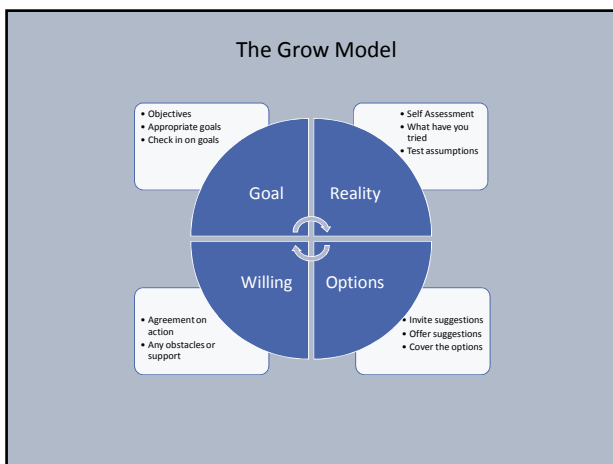 The Grow Model
• Objectives
• Appropriate goals
• Check in on goals
• Self Assessment
• What have you
tried
• Test assumptions
Goal
Reality
Willing
Options
• Agreement on
action
• Any obstacles or
support
• Invite suggestions
• Offer suggestions
• Cover the options